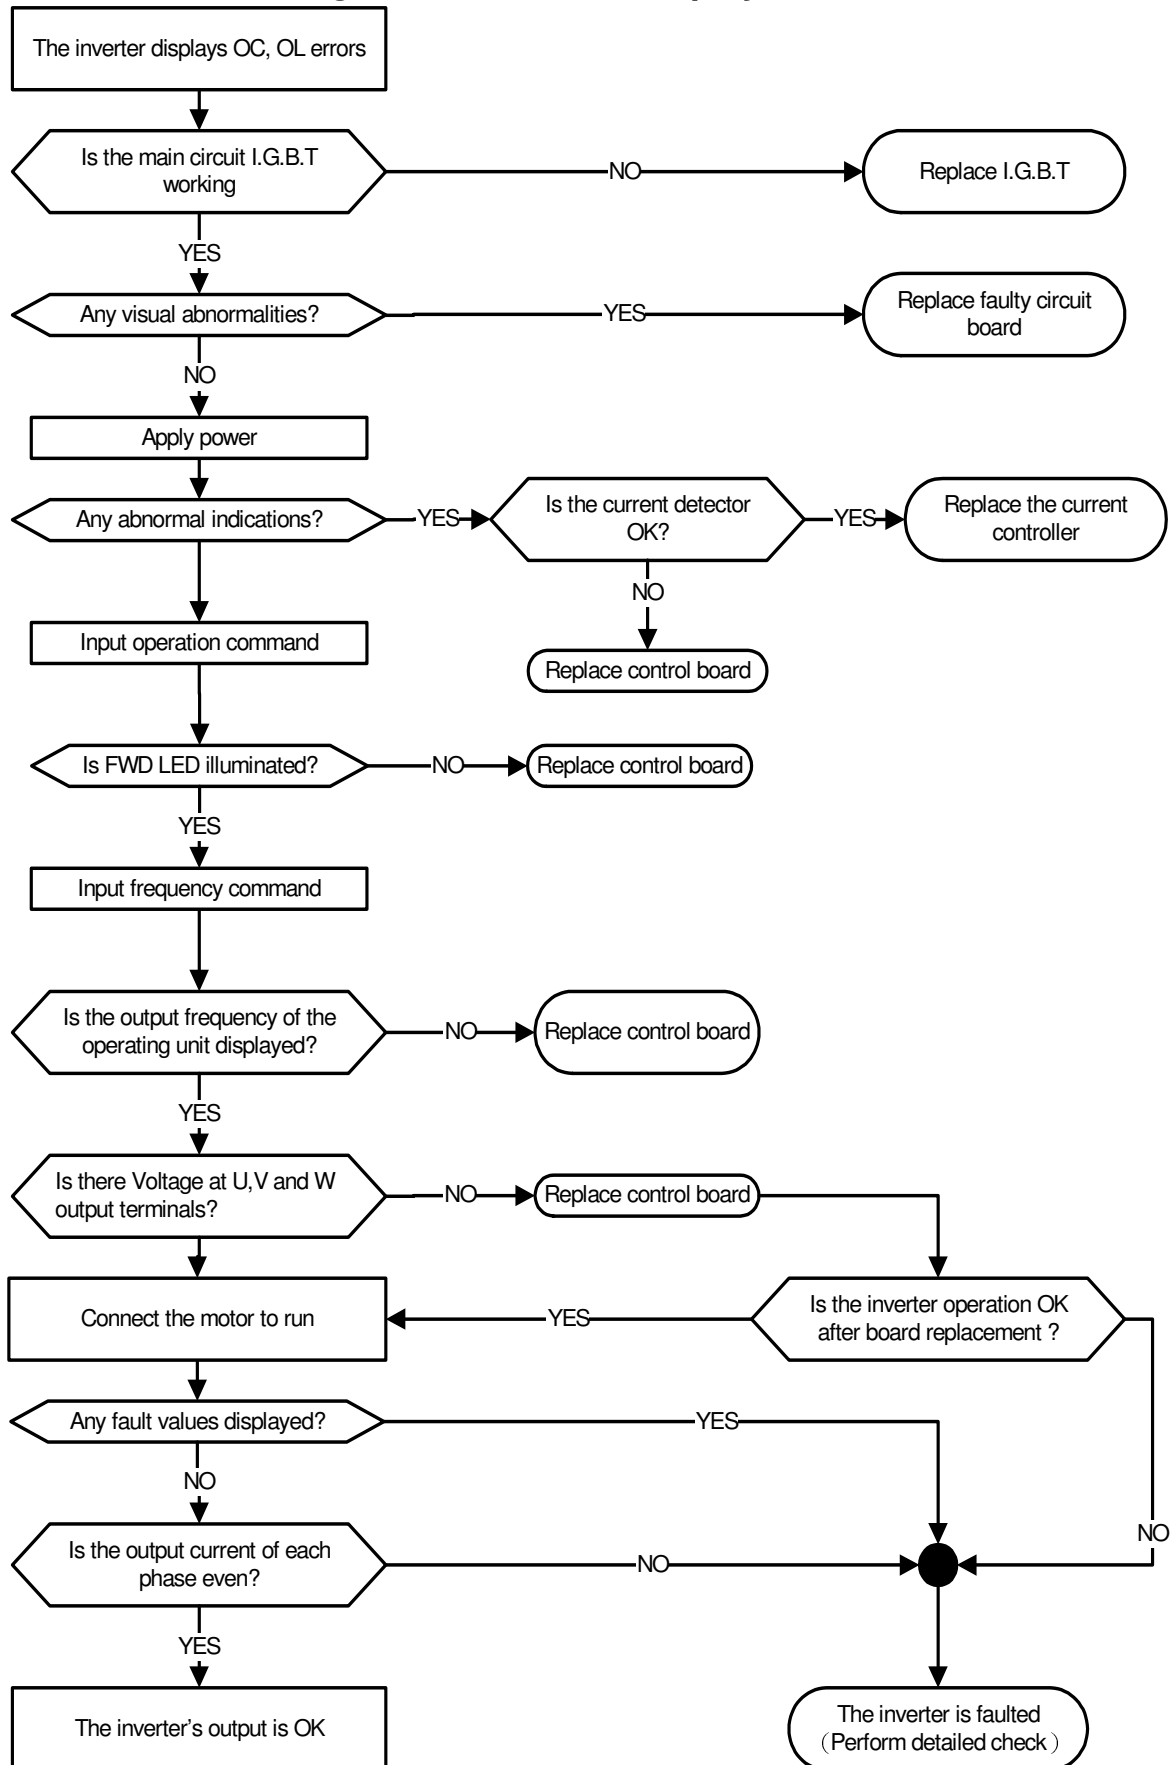 The inverter displays OC, OL errors
Is the main circuit I.G.B.T
working
NO
Replace I.G.B.T
YES
Any visual abnormalities?
YES
Replace faulty circuit
board
NO
Apply power
Any abnormal indications?
YES
Is the current detector
OK?
YES
Replace the current
controller
NO
Replace control board
Input operation command
Is FWD LED illuminated?
NO
Replace control board
YES
Input frequency command
Is the output frequency of the
operating unit displayed?
NO
Replace control board
YES
Is there Voltage at U,V and W
output terminals?
NO
Replace control board
Connect the motor to run
YES
Is the inverter operation OK
after board replacement ?
Any fault values displayed?
YES
NO
NO
Is the output current of each
phase even?
NO
YES
The inverter's output is OK
The inverter is faulted
（Perform detailed check）